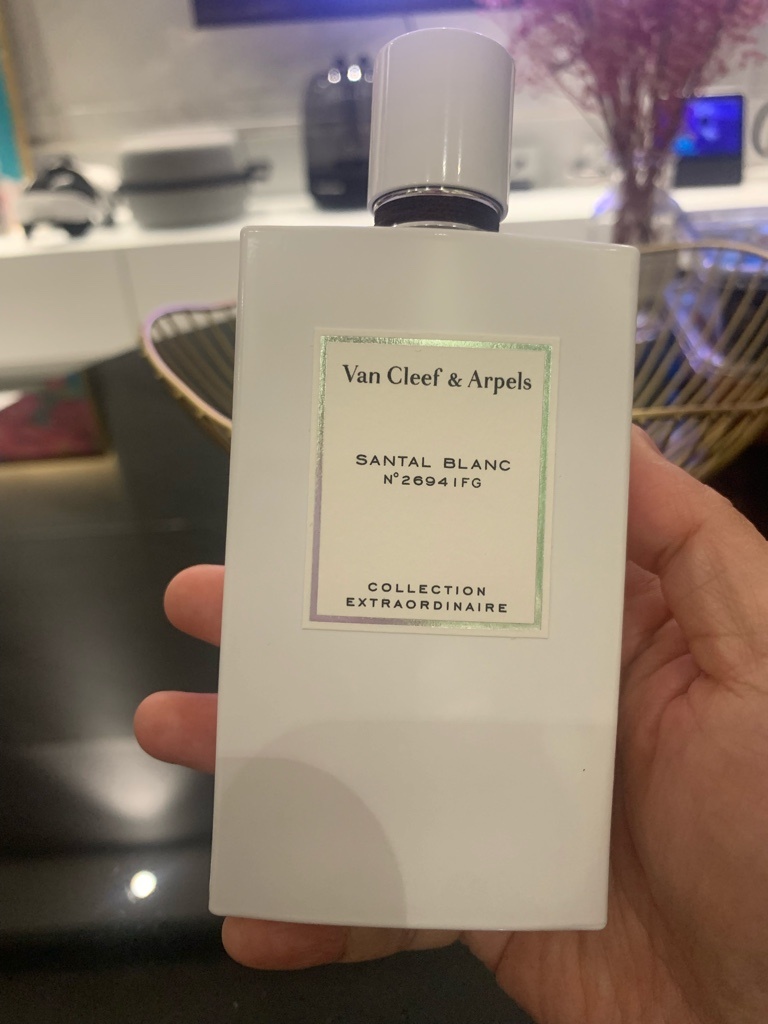 Van Cleef & Arpels
SANTAL BLANC
N°26941FG
COLLECTION
EXTRAORDINAIRE